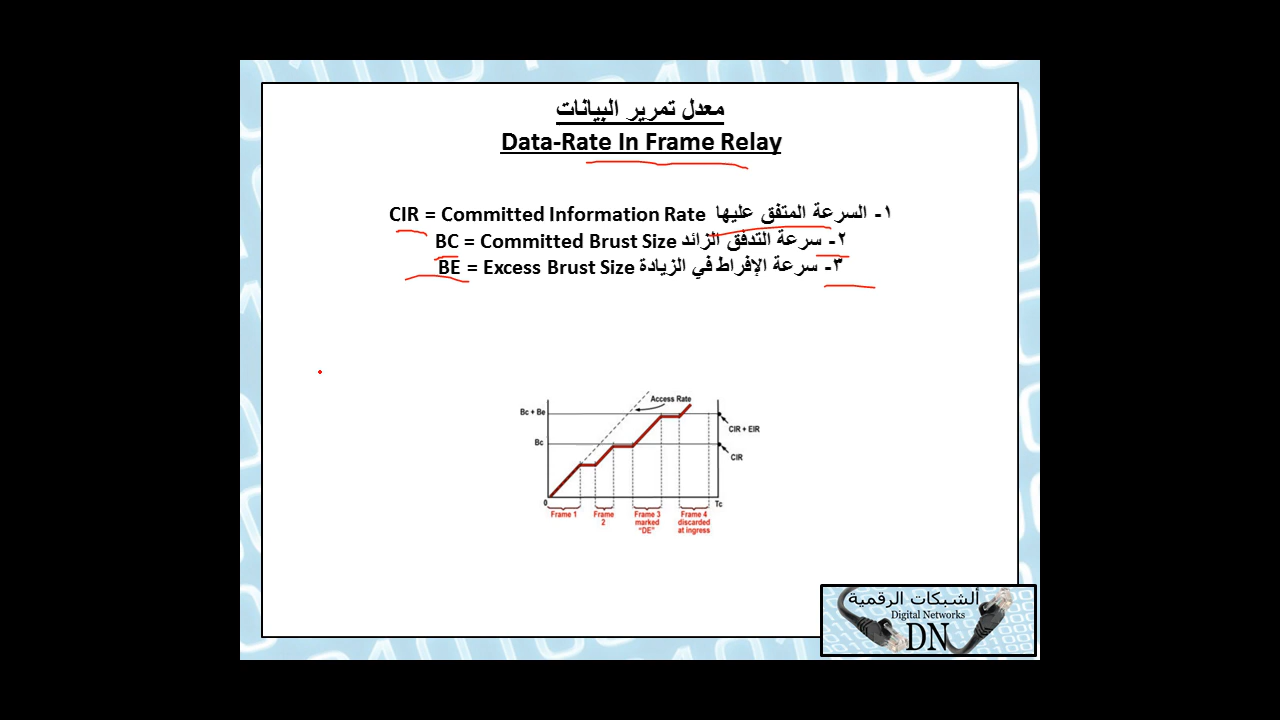 معدل تمرير البيانات
Data-Rate In Frame Relay
١- السرعة المتفق عليها CIR = Committed Information Rate
٢- سرعة التدفق الزائد BC = Committed Brust Size
٣- سرعة الإفراط في الزيادة BE = Excess Brust Size
Access Rate
Bc + Be
CIR + EIR
Bc
CIR
0
Tc
Frame 1
Frame 2
Frame 3 marked "DE"
Frame 4 discarded at ingress
ألشبكات الرقمية
Digital Networks
DN